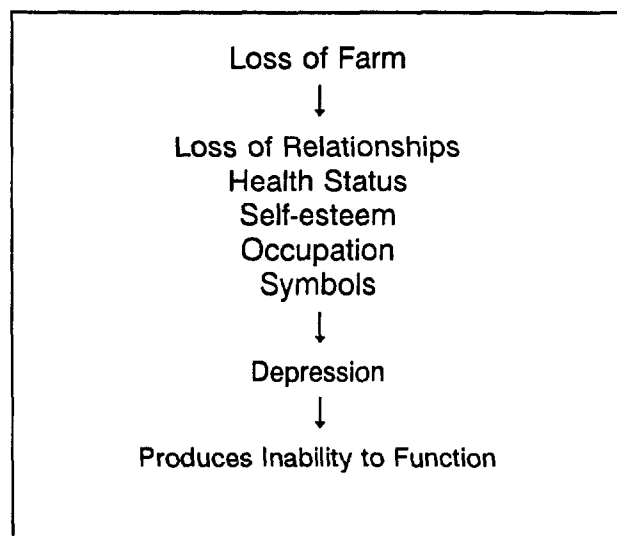 Loss of Farm
Loss of Relationships
Health Status
Self-esteem
Occupation
Symbols
Depression
Produces Inability to Function